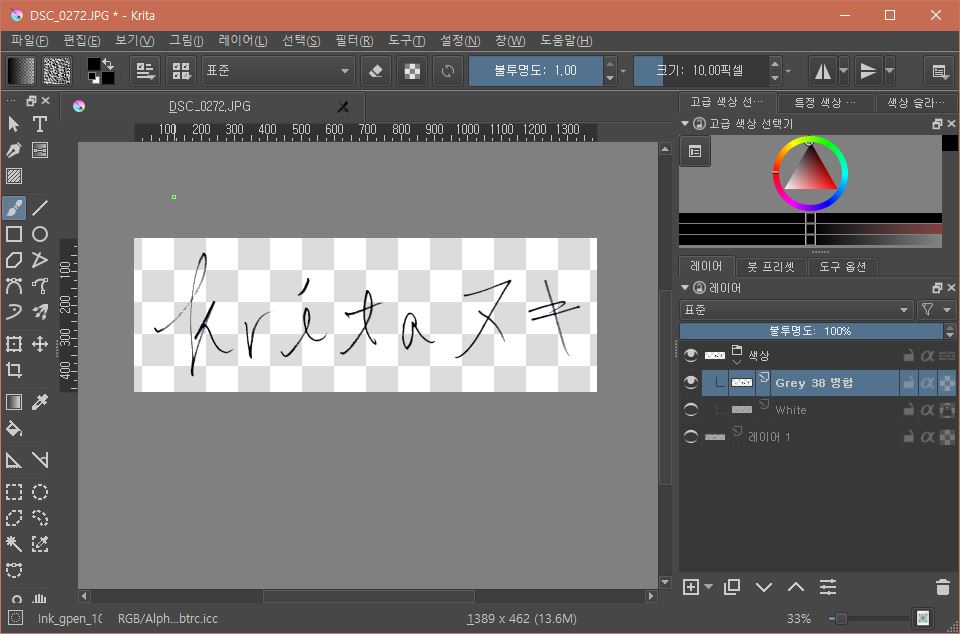 DSC_0272.JPG * - Krita
파일(F) 편집(E) 보기(V) 그림(I) 레이어(L) 선택(S) 필터(R) 도구(T) 설정(N) 창(W) 도움말(H)
표준 불투명도: 1.00 크기: 10.00픽셀
DSC_0272.JPG
고급 색상 선… 특정 색상 … 색상 슬라…
고급 색상 선택기
100 200 300 400 500 600 700 800 900 1000 1100 1200 1300
100
200
300
400
krita
레이어 붓 프리셋 도구 옵션
레이어
표준
불투명도: 100%
색상
Grey 38 병합
White
레이어 1
Ink_gpen_10 RGB/Alph...btrc.icc 1389 x 462 (13.6M) 33%